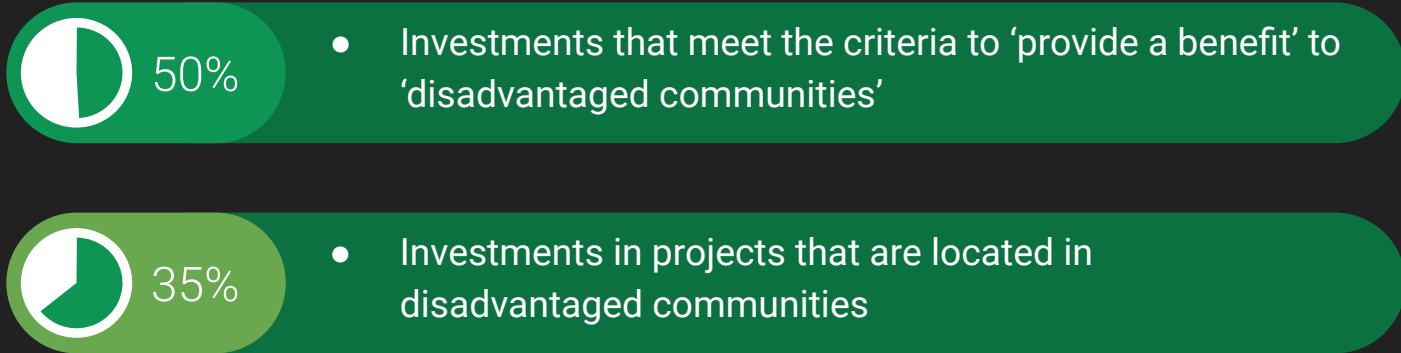 50%
● Investments that meet the criteria to ‘provide a benefit’ to
‘disadvantaged communities’
35%
● Investments in projects that are located in
disadvantaged communities